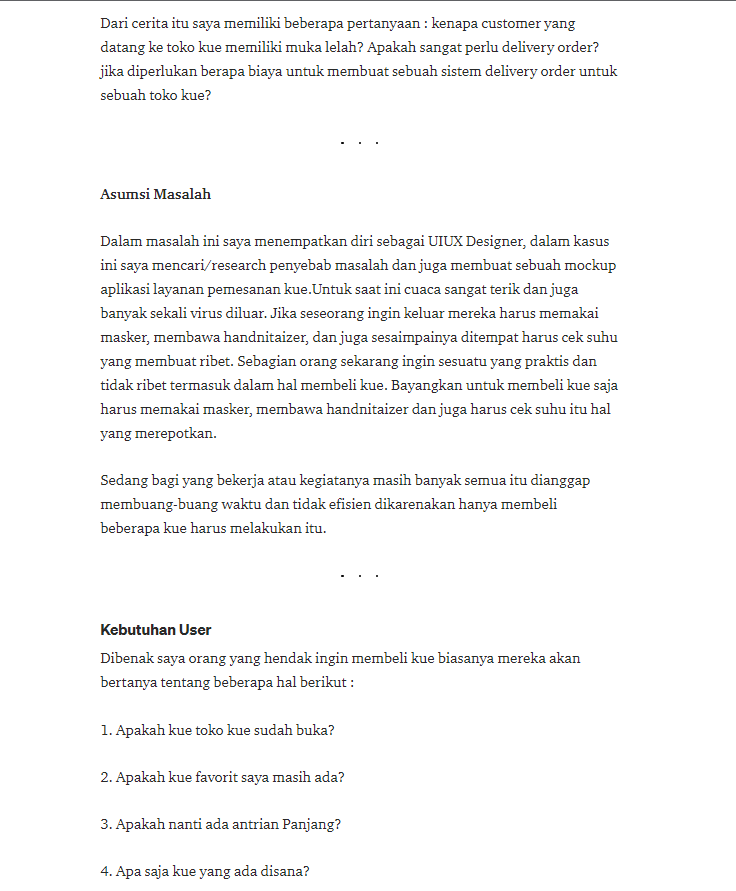 Dari cerita itu saya memiliki beberapa pertanyaan : kenapa customer yang
datang ke toko kue memiliki muka lelah? Apakah sangat perlu delivery order?
jika diperlukan berapa biaya untuk membuat sebuah sistem delivery order untuk
sebuah toko kue?
. . .
Asumsi Masalah
Dalam masalah ini saya menempatkan diri sebagai UIUX Designer, dalam kasus
ini saya mencari/research penyebab masalah dan juga membuat sebuah mockup
aplikasi layanan pemesanan kue.Untuk saat ini cuaca sangat terik dan juga
banyak sekali virus diluar. Jika seseorang ingin keluar mereka harus memakai
masker, membawa handnitaizer, dan juga sesaimpainya ditempat harus cek suhu
yang membuat ribet. Sebagian orang sekarang ingin sesuatu yang praktis dan
tidak ribet termasuk dalam hal membeli kue. Bayangkan untuk membeli kue saja
harus memakai masker, membawa handnitaizer dan juga harus cek suhu itu hal
yang merepotkan.
Sedang bagi yang bekerja atau kegiatanya masih banyak semua itu dianggap
membuang-buang waktu dan tidak efisien dikarenakan hanya membeli
beberapa kue harus melakukan itu.
. . .
Kebutuhan User
Dibenak saya orang yang hendak ingin membeli kue biasanya mereka akan
bertanya tentang beberapa hal berikut :
1. Apakah kue toko kue sudah buka?
2. Apakah kue favorit saya masih ada?
3. Apakah nanti ada antrian Panjang?
4. Apa saja kue yang ada disana?